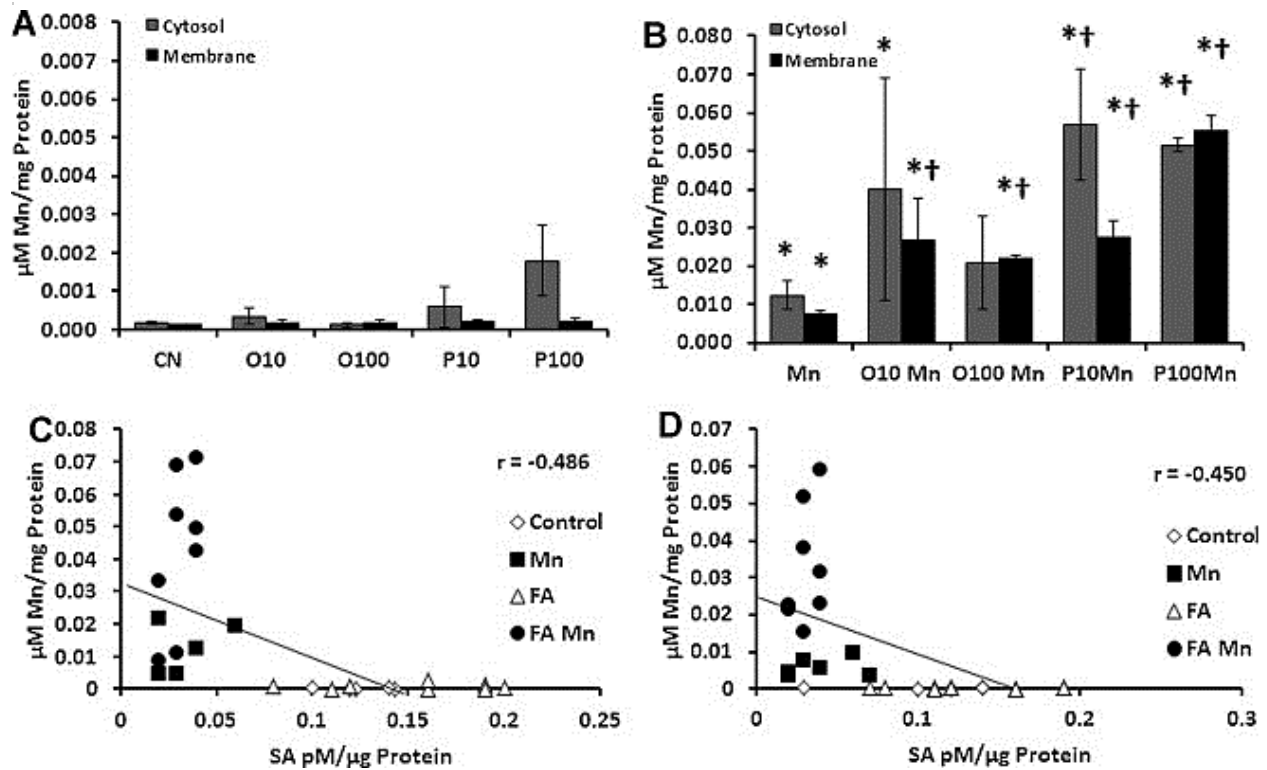 A
µM Mn/mg Protein
0.008
0.007
0.006
0.005
0.004
0.003
0.002
0.001
0.000
Cytosol
Membrane
CN O10 O100 P10 P100
B
µM Mn/mg Protein
0.080
0.070
0.060
0.050
0.040
0.030
0.020
0.010
0.000
Cytosol
Membrane
*
*
*
*†
*†
*†
*†
*†
*†
Mn O10 Mn O100 Mn P10Mn P100Mn
C
µM Mn/mg Protein
0.08
0.07
0.06
0.05
0.04
0.03
0.02
0.01
0
r = -0.486
Control
Mn
FA
FA Mn
0 0.05 0.1 0.15 0.2 0.25
SA pM/µg Protein
D
µM Mn/mg Protein
0.07
0.06
0.05
0.04
0.03
0.02
0.01
0
r = -0.450
Control
Mn
FA
FA Mn
0 0.1 0.2 0.3
SA pM/µg Protein